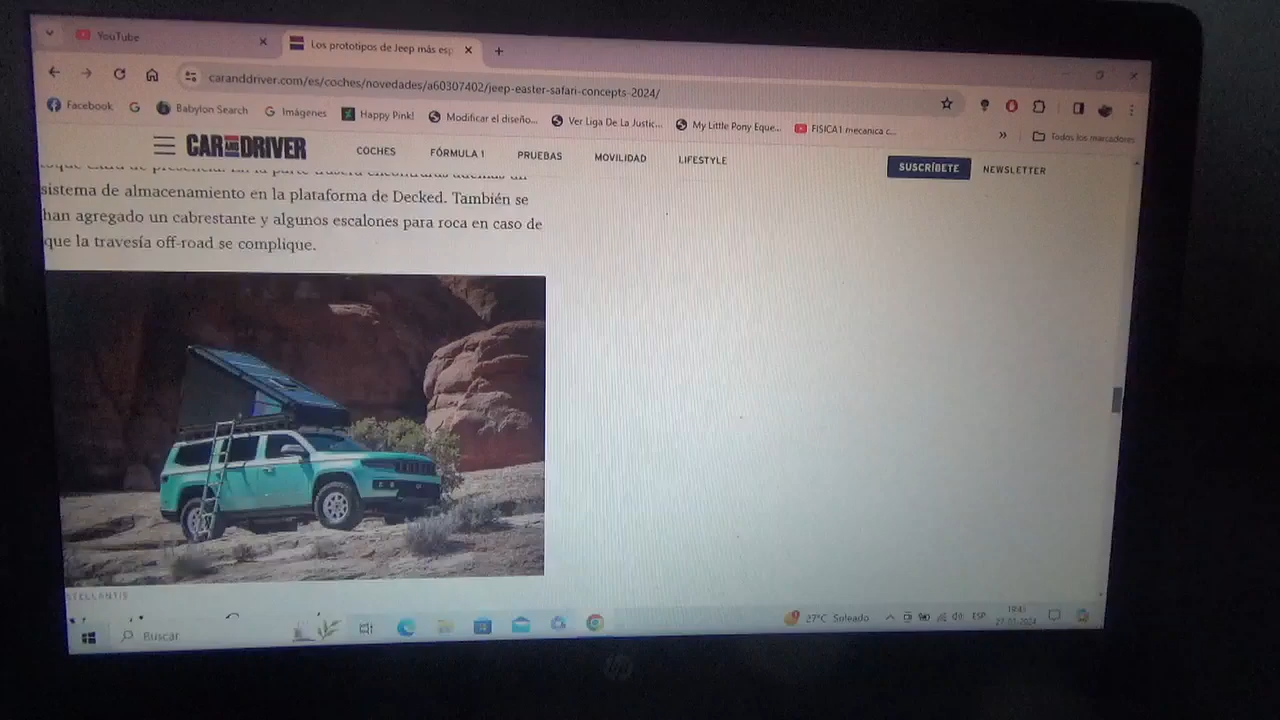 YouTube
Los prototipos de Jeep más esp
caranddriver.com/es/coches/novedades/a60307402/jeep-easter-safari-concepts-2024/
Facebook
Babylon Search
Imágenes
Happy Pink!
Modificar el diseño...
Ver Liga De La Justic...
My Little Pony Eque...
FISICA1 mecanica c...
Todos los marcadores
CAR AND DRIVER
COCHES
FÓRMULA 1
PRUEBAS
MOVILIDAD
LIFESTYLE
SUSCRÍBETE
NEWSLETTER
sistema de almacenamiento en la plataforma de Decked. También se
han agregado un cabrestante y algunos escalones para roca en caso de
que la travesía off-road se complique.
STELLANTIS
Buscar
27°C Soleado
ESP
hp